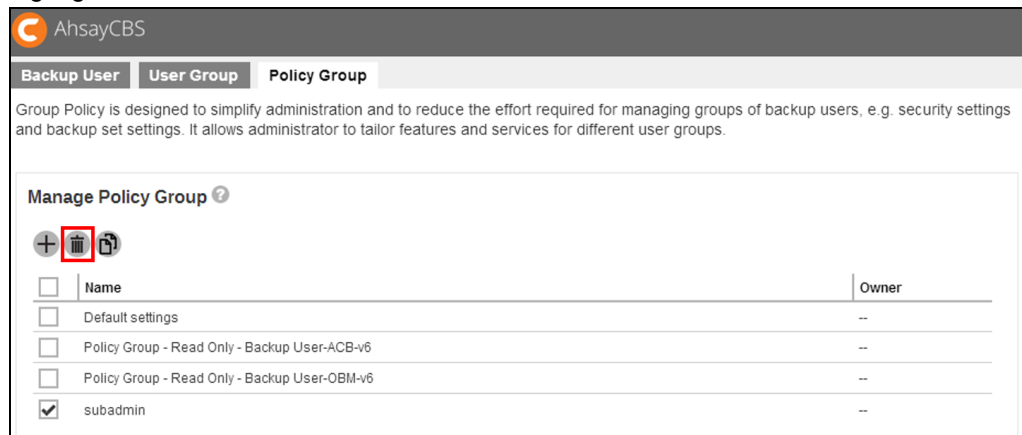 AhsayCBS
Backup User User Group Policy Group
Group Policy is designed to simplify administration and to reduce the effort required for managing groups of backup users, e.g. security settings
and backup set settings. It allows administrator to tailor features and services for different user groups.
Manage Policy Group ?
Name Owner
Default settings --
Policy Group - Read Only - Backup User-ACB-v6 --
Policy Group - Read Only - Backup User-OBM-v6 --
subadmin --